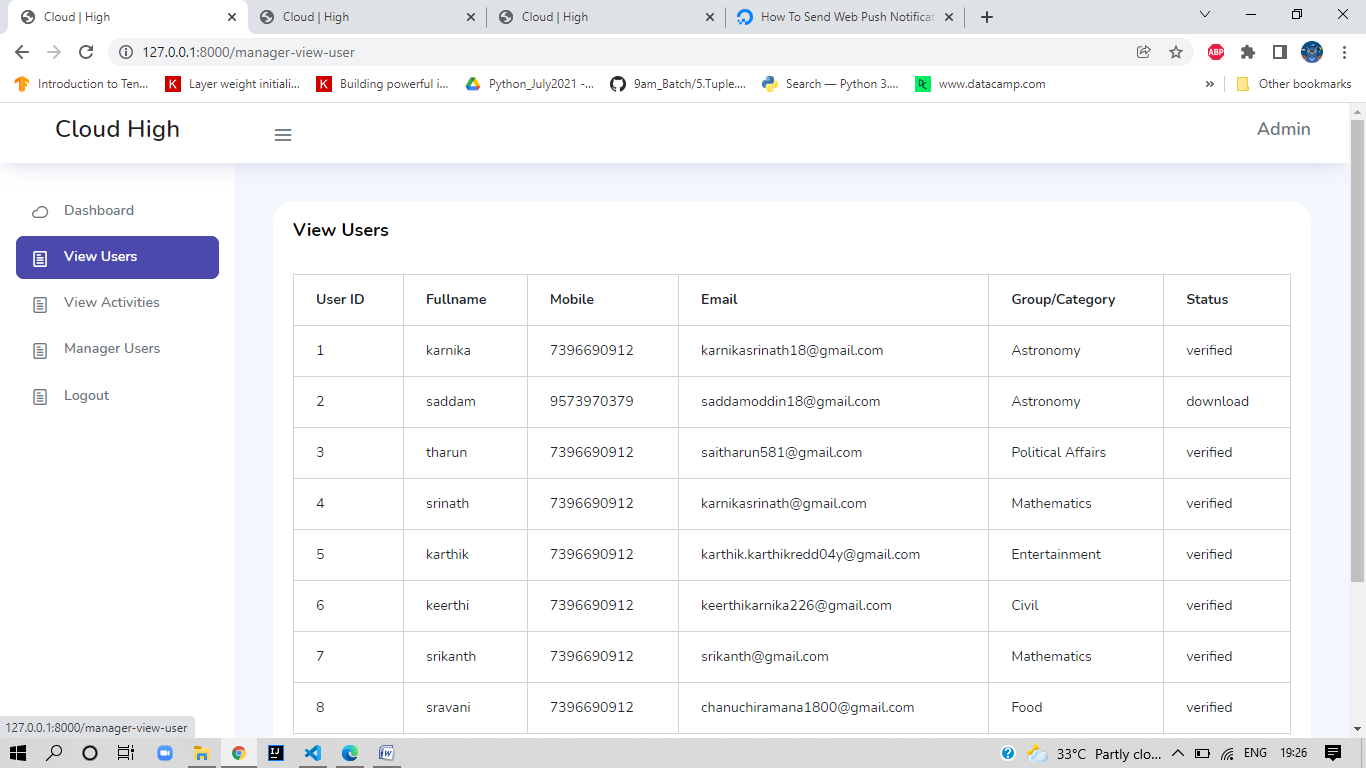 Cloud | High Cloud | High Cloud | High How To Send Web Push Notificat
127.0.0.1:8000/manager-view-user ABP
Introduction to Ten... K Layer weight initiali... K Building powerful i... Python_July2021 -... 9am_Batch/5.Tuple.... Search — Python 3.... DC www.datacamp.com » Other bookmarks
Cloud High Admin
Dashboard
View Users
View Activities
Manager Users
Logout
View Users
User ID Fullname Mobile Email Group/Category Status
1 karnika 7396690912 karnikasrinath18@gmail.com Astronomy verified
2 saddam 9573970379 saddamoddin18@gmail.com Astronomy download
3 tharun 7396690912 saitharun581@gmail.com Political Affairs verified
4 srinath 7396690912 karnikasrinath@gmail.com Mathematics verified
5 karthik 7396690912 karthik.karthikredd04y@gmail.com Entertainment verified
6 keerthi 7396690912 keerthikarnika226@gmail.com Civil verified
7 srikanth 7396690912 srikanth@gmail.com Mathematics verified
8 sravani 7396690912 chanuchiramana1800@gmail.com Food verified
127.0.0.1:8000/manager-view-user
33°C Partly clo... ENG 19:26